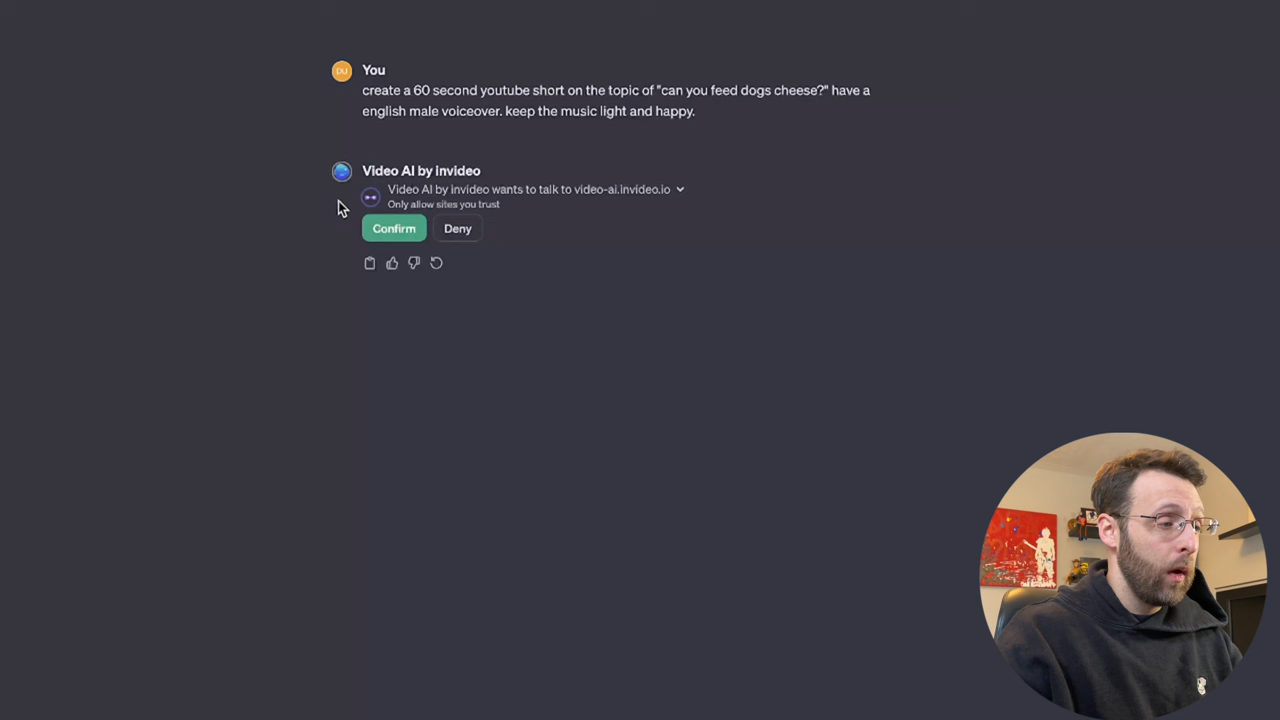 DU
You
create a 60 second youtube short on the topic of "can you feed dogs cheese?" have a
english male voiceover. keep the music light and happy.
Video AI by invideo
Video AI by invideo wants to talk to video-ai.invideo.io
Only allow sites you trust
Confirm
Deny